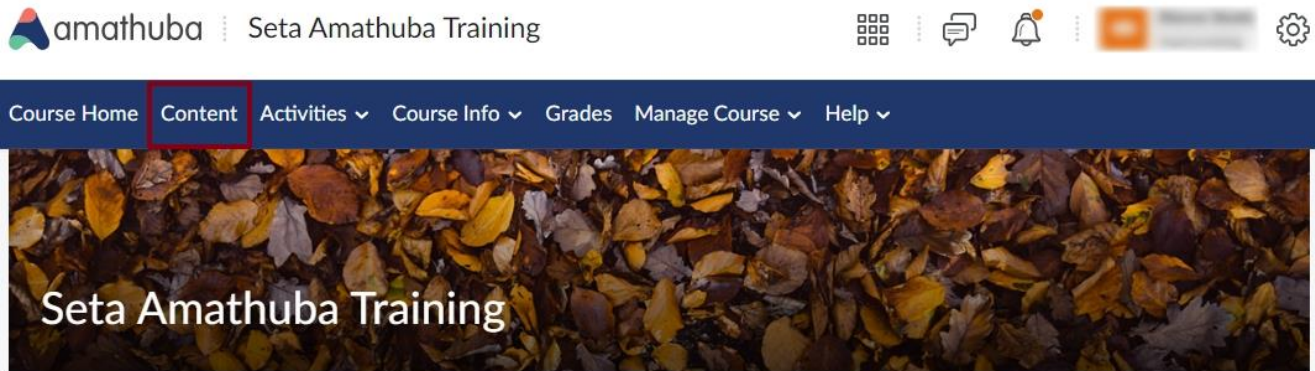 amathuba Seta Amathuba Training
Course Home Content Activities Course Info Grades Manage Course Help
Seta Amathuba Training